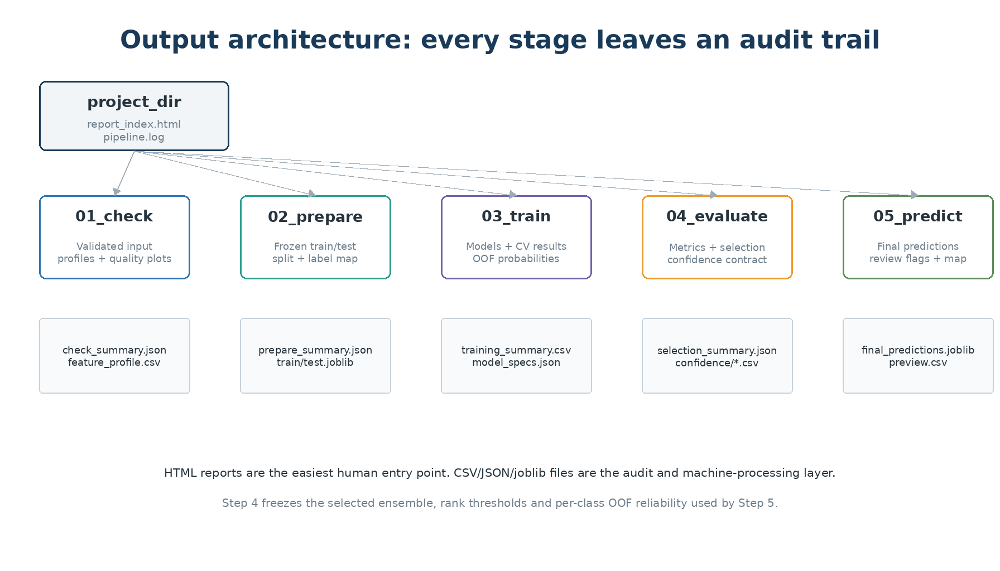 Output architecture: every stage leaves an audit trail
project_dir
report_index.html
pipeline.log
01_check
Validated input
profiles + quality plots
02_prepare
Frozen train/test
split + label map
03_train
Models + CV results
OOF probabilities
04_evaluate
Metrics + selection
confidence contract
05_predict
Final predictions
review flags + map
check_summary.json
feature_profile.csv
prepare_summary.json
train/test.joblib
training_summary.csv
model_specs.json
selection_summary.json
confidence/*.csv
final_predictions.joblib
preview.csv
HTML reports are the easiest human entry point. CSV/JSON/joblib files are the audit and machine-processing layer.
Step 4 freezes the selected ensemble, rank thresholds and per-class OOF reliability used by Step 5.